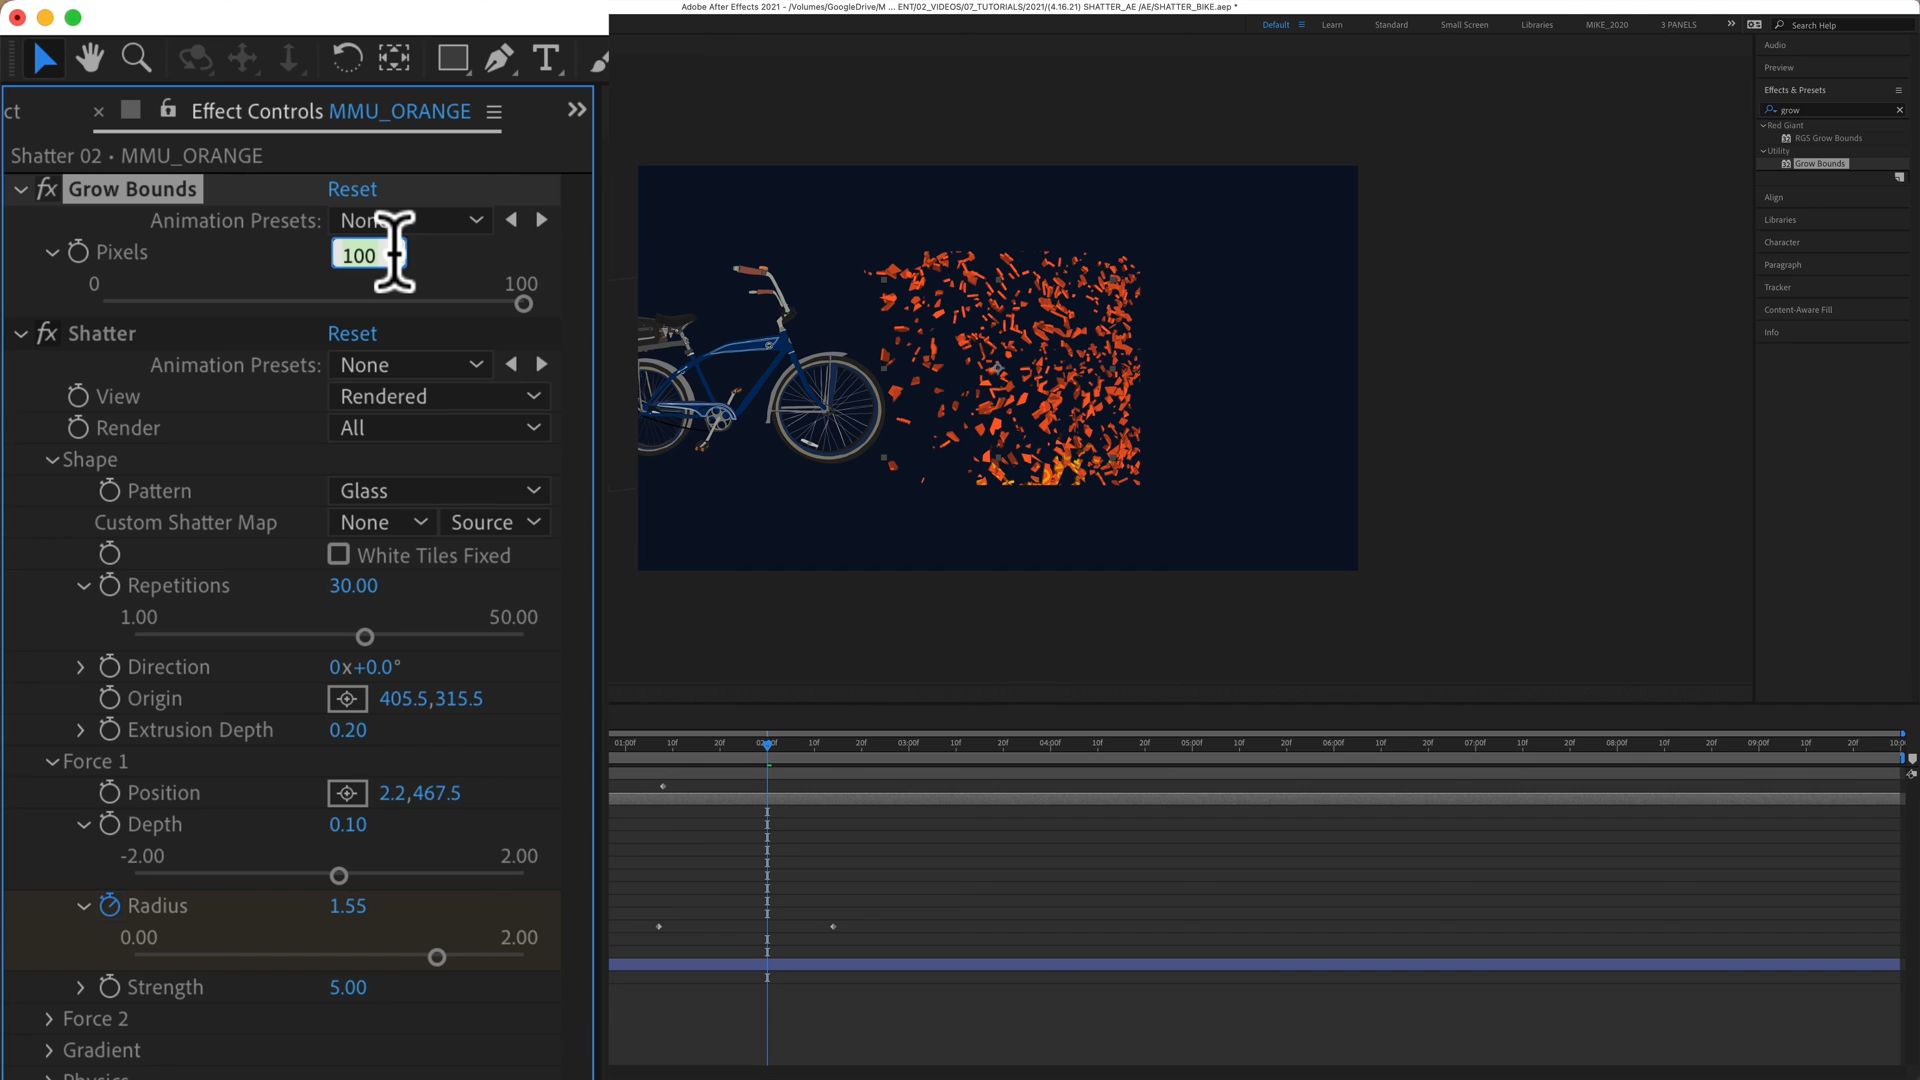 Adobe After Effects 2021 - /Volumes/GoogleDrive/M ... ENT/02_VIDEOS/07_TUTORIALS/2021/(4.16.21) SHATTER_AE /AE/SHATTER_BIKE.aep *
Default Learn Standard Small Screen Libraries MIKE_2020 3 PANELS Search Help
ct Effect Controls MMU_ORANGE
Shatter 02 • MMU_ORANGE
fx Grow Bounds Reset
Animation Presets: None
Pixels 100
0 100
fx Shatter Reset
Animation Presets: None
View Rendered
Render All
Shape
Pattern Glass
Custom Shatter Map None Source
White Tiles Fixed
Repetitions 30.00
1.00 50.00
Direction 0x+0.0°
Origin 405.5,315.5
Extrusion Depth 0.20
Force 1
Position 2.2,467.5
Depth 0.10
-2.00 2.00
Radius 1.55
0.00 2.00
Strength 5.00
Force 2
Gradient
Physics
Audio
Preview
Effects & Presets
grow
Red Giant
RGS Grow Bounds
Utility
Grow Bounds
Align
Libraries
Character
Paragraph
Tracker
Content-Aware Fill
Info
01:00f 10f 20f 02:00f 10f 20f 03:00f 10f 20f 04:00f 10f 20f 05:00f 10f 20f 06:00f 10f 20f 07:00f 10f 20f 08:00f 10f 20f 09:00f 10f 20f 10:0